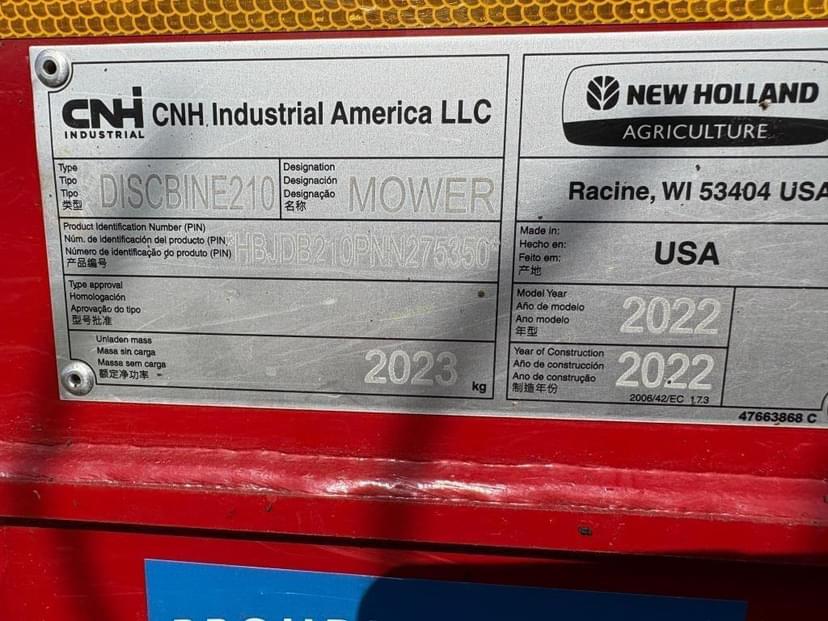 CNH INDUSTRIAL
CNH Industrial America LLC
Type
Tipo
Tipo
类型
DISCBINE210
Designation
Designación
Designação
名称
MOWER
Product Identification Number (PIN)
Núm. de identificación del producto (PIN)
Número de identificação do produto (PIN)
产品编号
HBJDB210PNN275350*
Type approval
Homologación
Aprovação do tipo
型号批准
Unladen mass
Masa sin carga
Massa sem carga
额定净功率
2023
kg
NEW HOLLAND
AGRICULTURE
Racine, WI 53404 USA
Made in:
Hecho en:
Feito em:
产地
USA
Model Year
Año de modelo
Ano modelo
年型
2022
Year of Construction
Año de construcción
Ano de construção
制造年份
2022
2006/42/EC 1.7.3
47663868 C